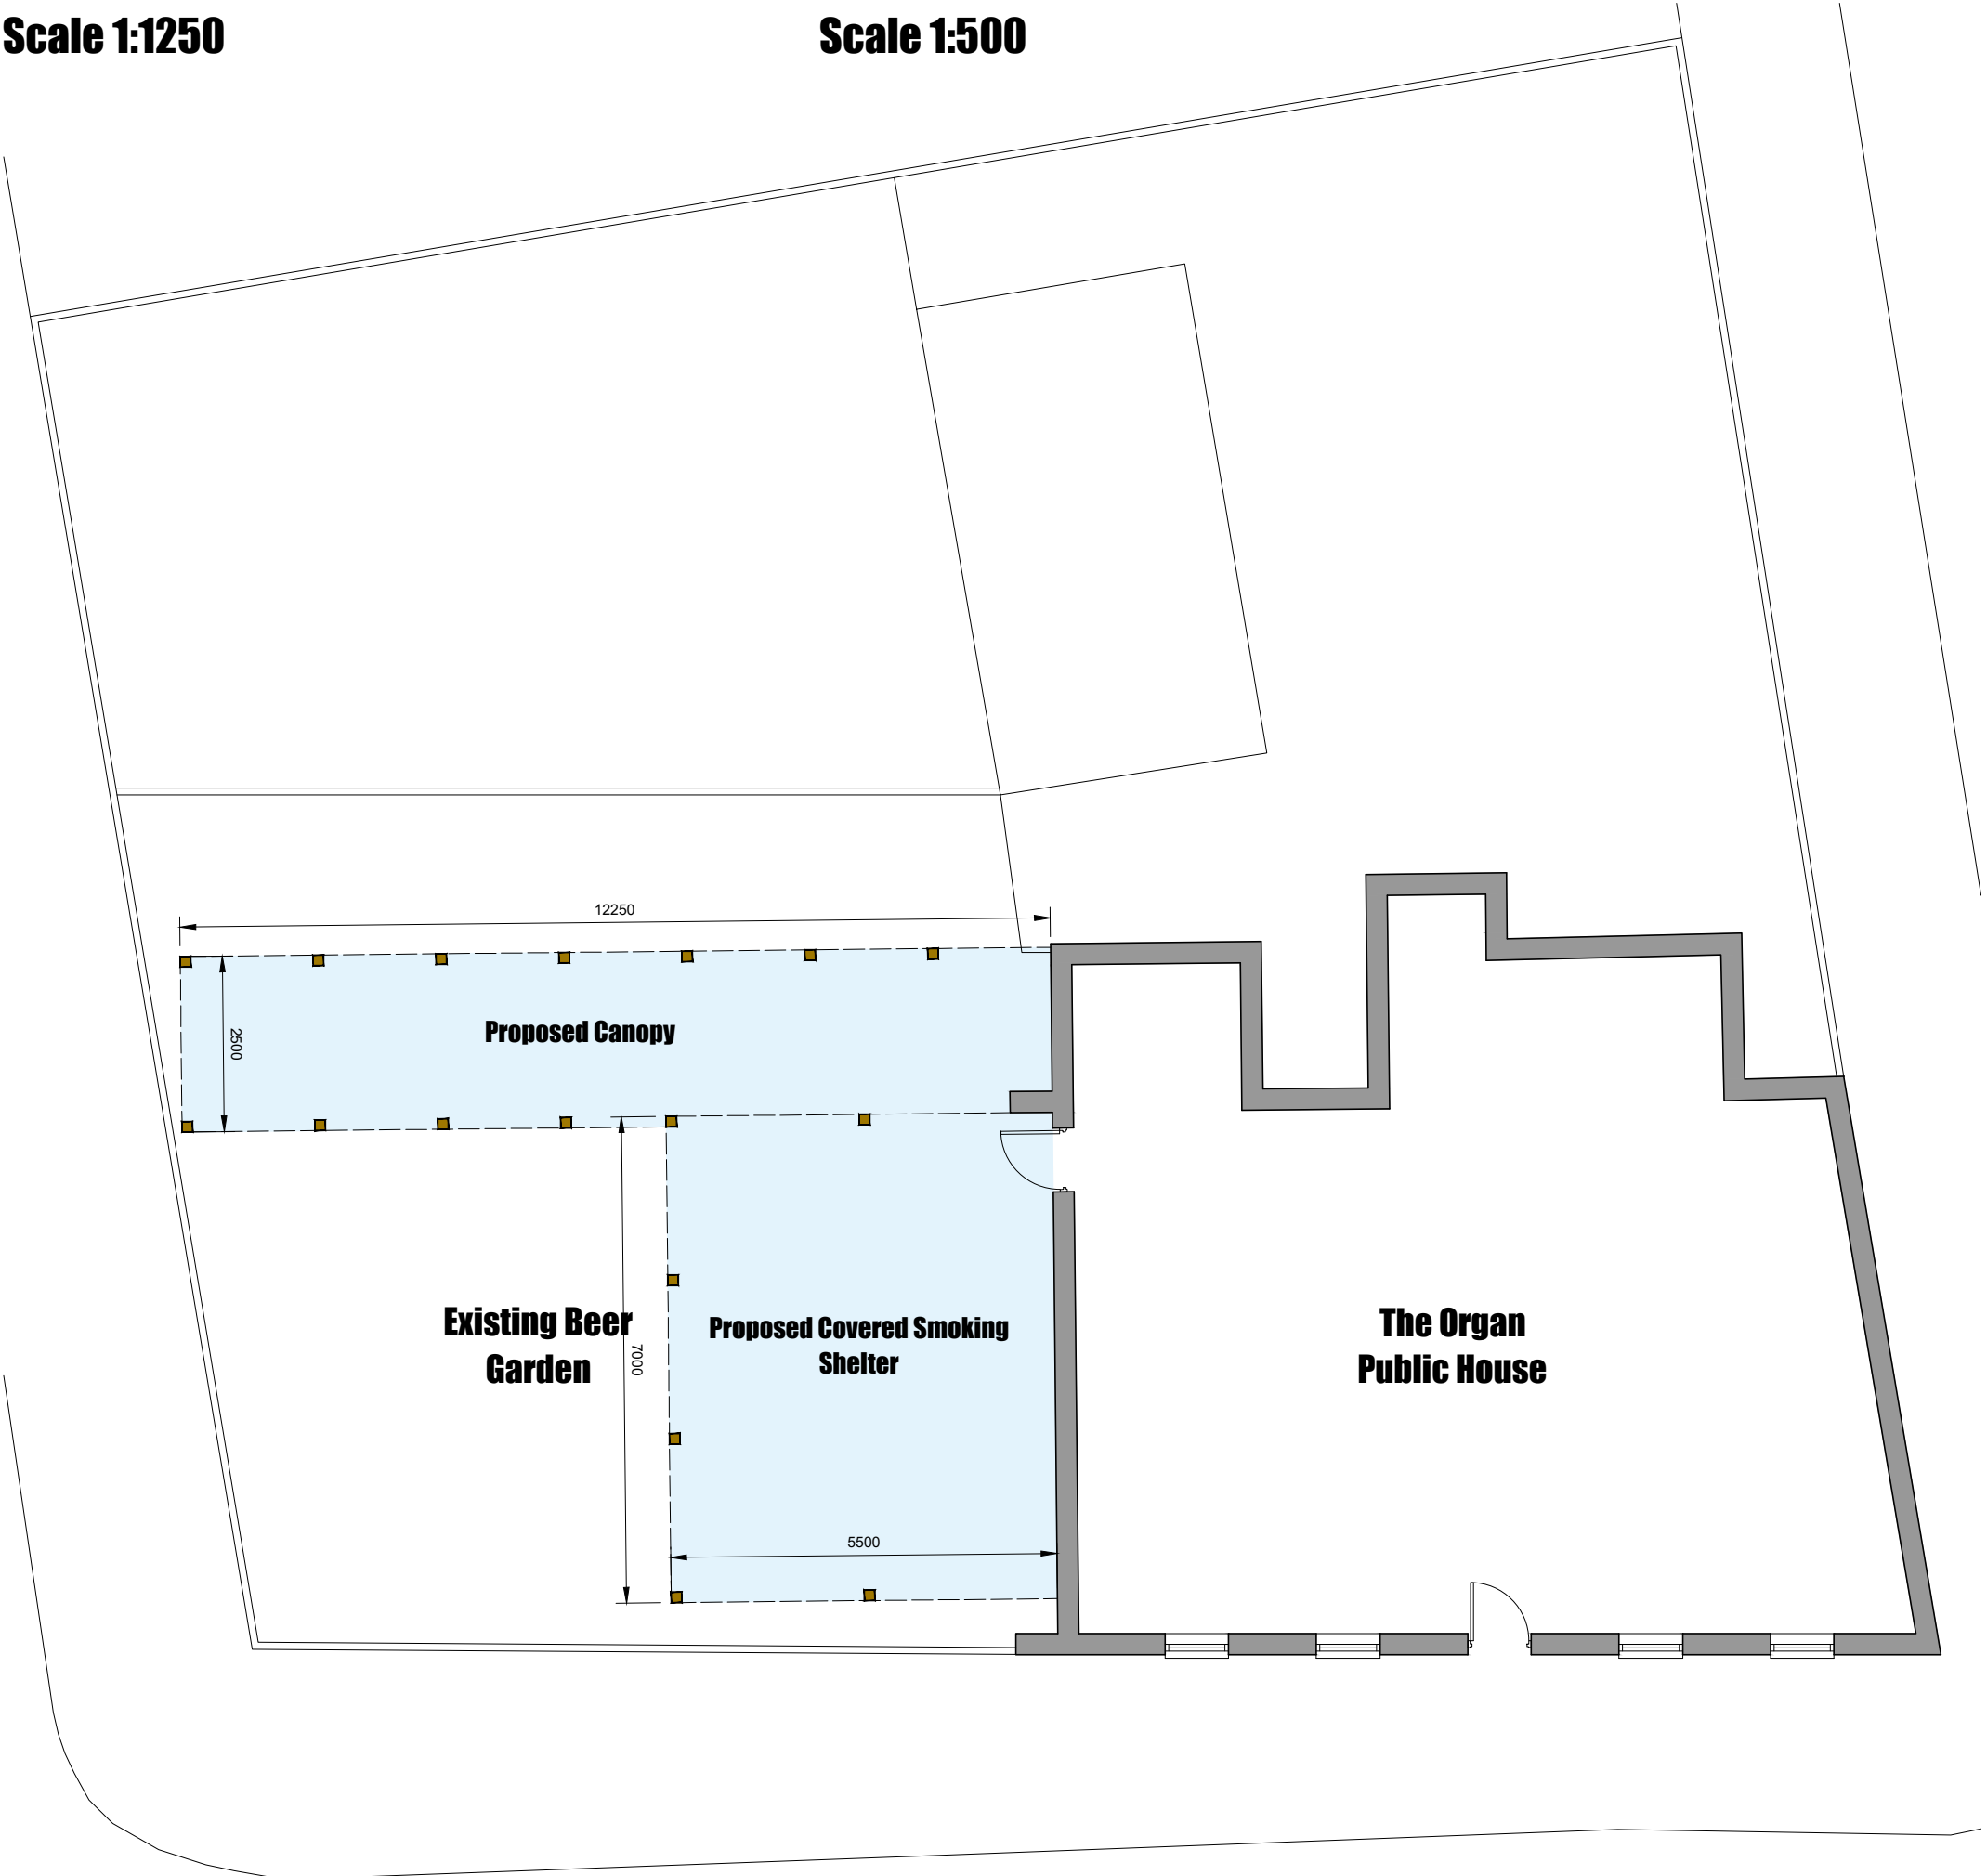 Scale 1:1250
Scale 1:500
12250
2500
Proposed Canopy
Existing Beer
Garden
7000
Proposed Covered Smoking
Shelter
The Organ
Public House
5500